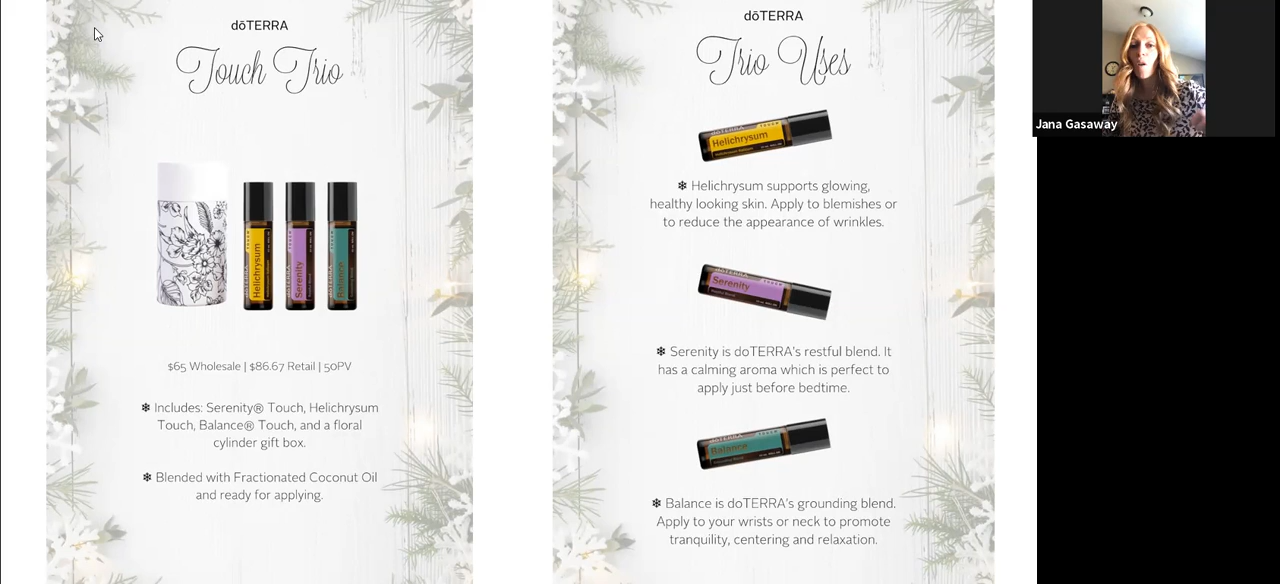 dōTERRA
Touch Trio
Helichrysum
Serenity
Balance
$65 Wholesale | $86.67 Retail | 50PV
❄ Includes: Serenity® Touch, Helichrysum
Touch, Balance® Touch, and a floral
cylinder gift box.
❄ Blended with Fractionated Coconut Oil
and ready for applying.
dōTERRA
Trio Uses
Helichrysum
❄ Helichrysum supports glowing,
healthy looking skin. Apply to blemishes or
to reduce the appearance of wrinkles.
Serenity
❄ Serenity is doTERRA's restful blend. It
has a calming aroma which is perfect to
apply just before bedtime.
Balance
❄ Balance is doTERRA's grounding blend.
Apply to your wrists or neck to promote
tranquility, centering and relaxation.
Jana Gasaway